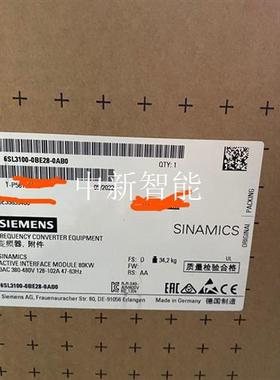 6SL3100-0BE28-0AB0
QTY: 1
05/2022
中新智能
SIEMENS
SINAMICS
ORIGINAL
PACKING
FREQUENCY CONVERTER EQUIPMENT
变频器，附件
SINAMICS
ACTIVE INTERFACE MODULE 80KW
3AC 380-480V 128-102A 47-63Hz
6SL3100-0BE28-0AB0
FS: D
FW:
RS: AA
34,2 kg
UL
质量检验合格
Siemens AG, Frauenauracher Str. 80, DE-91056 Erlangen
Made in Germany
德国制造